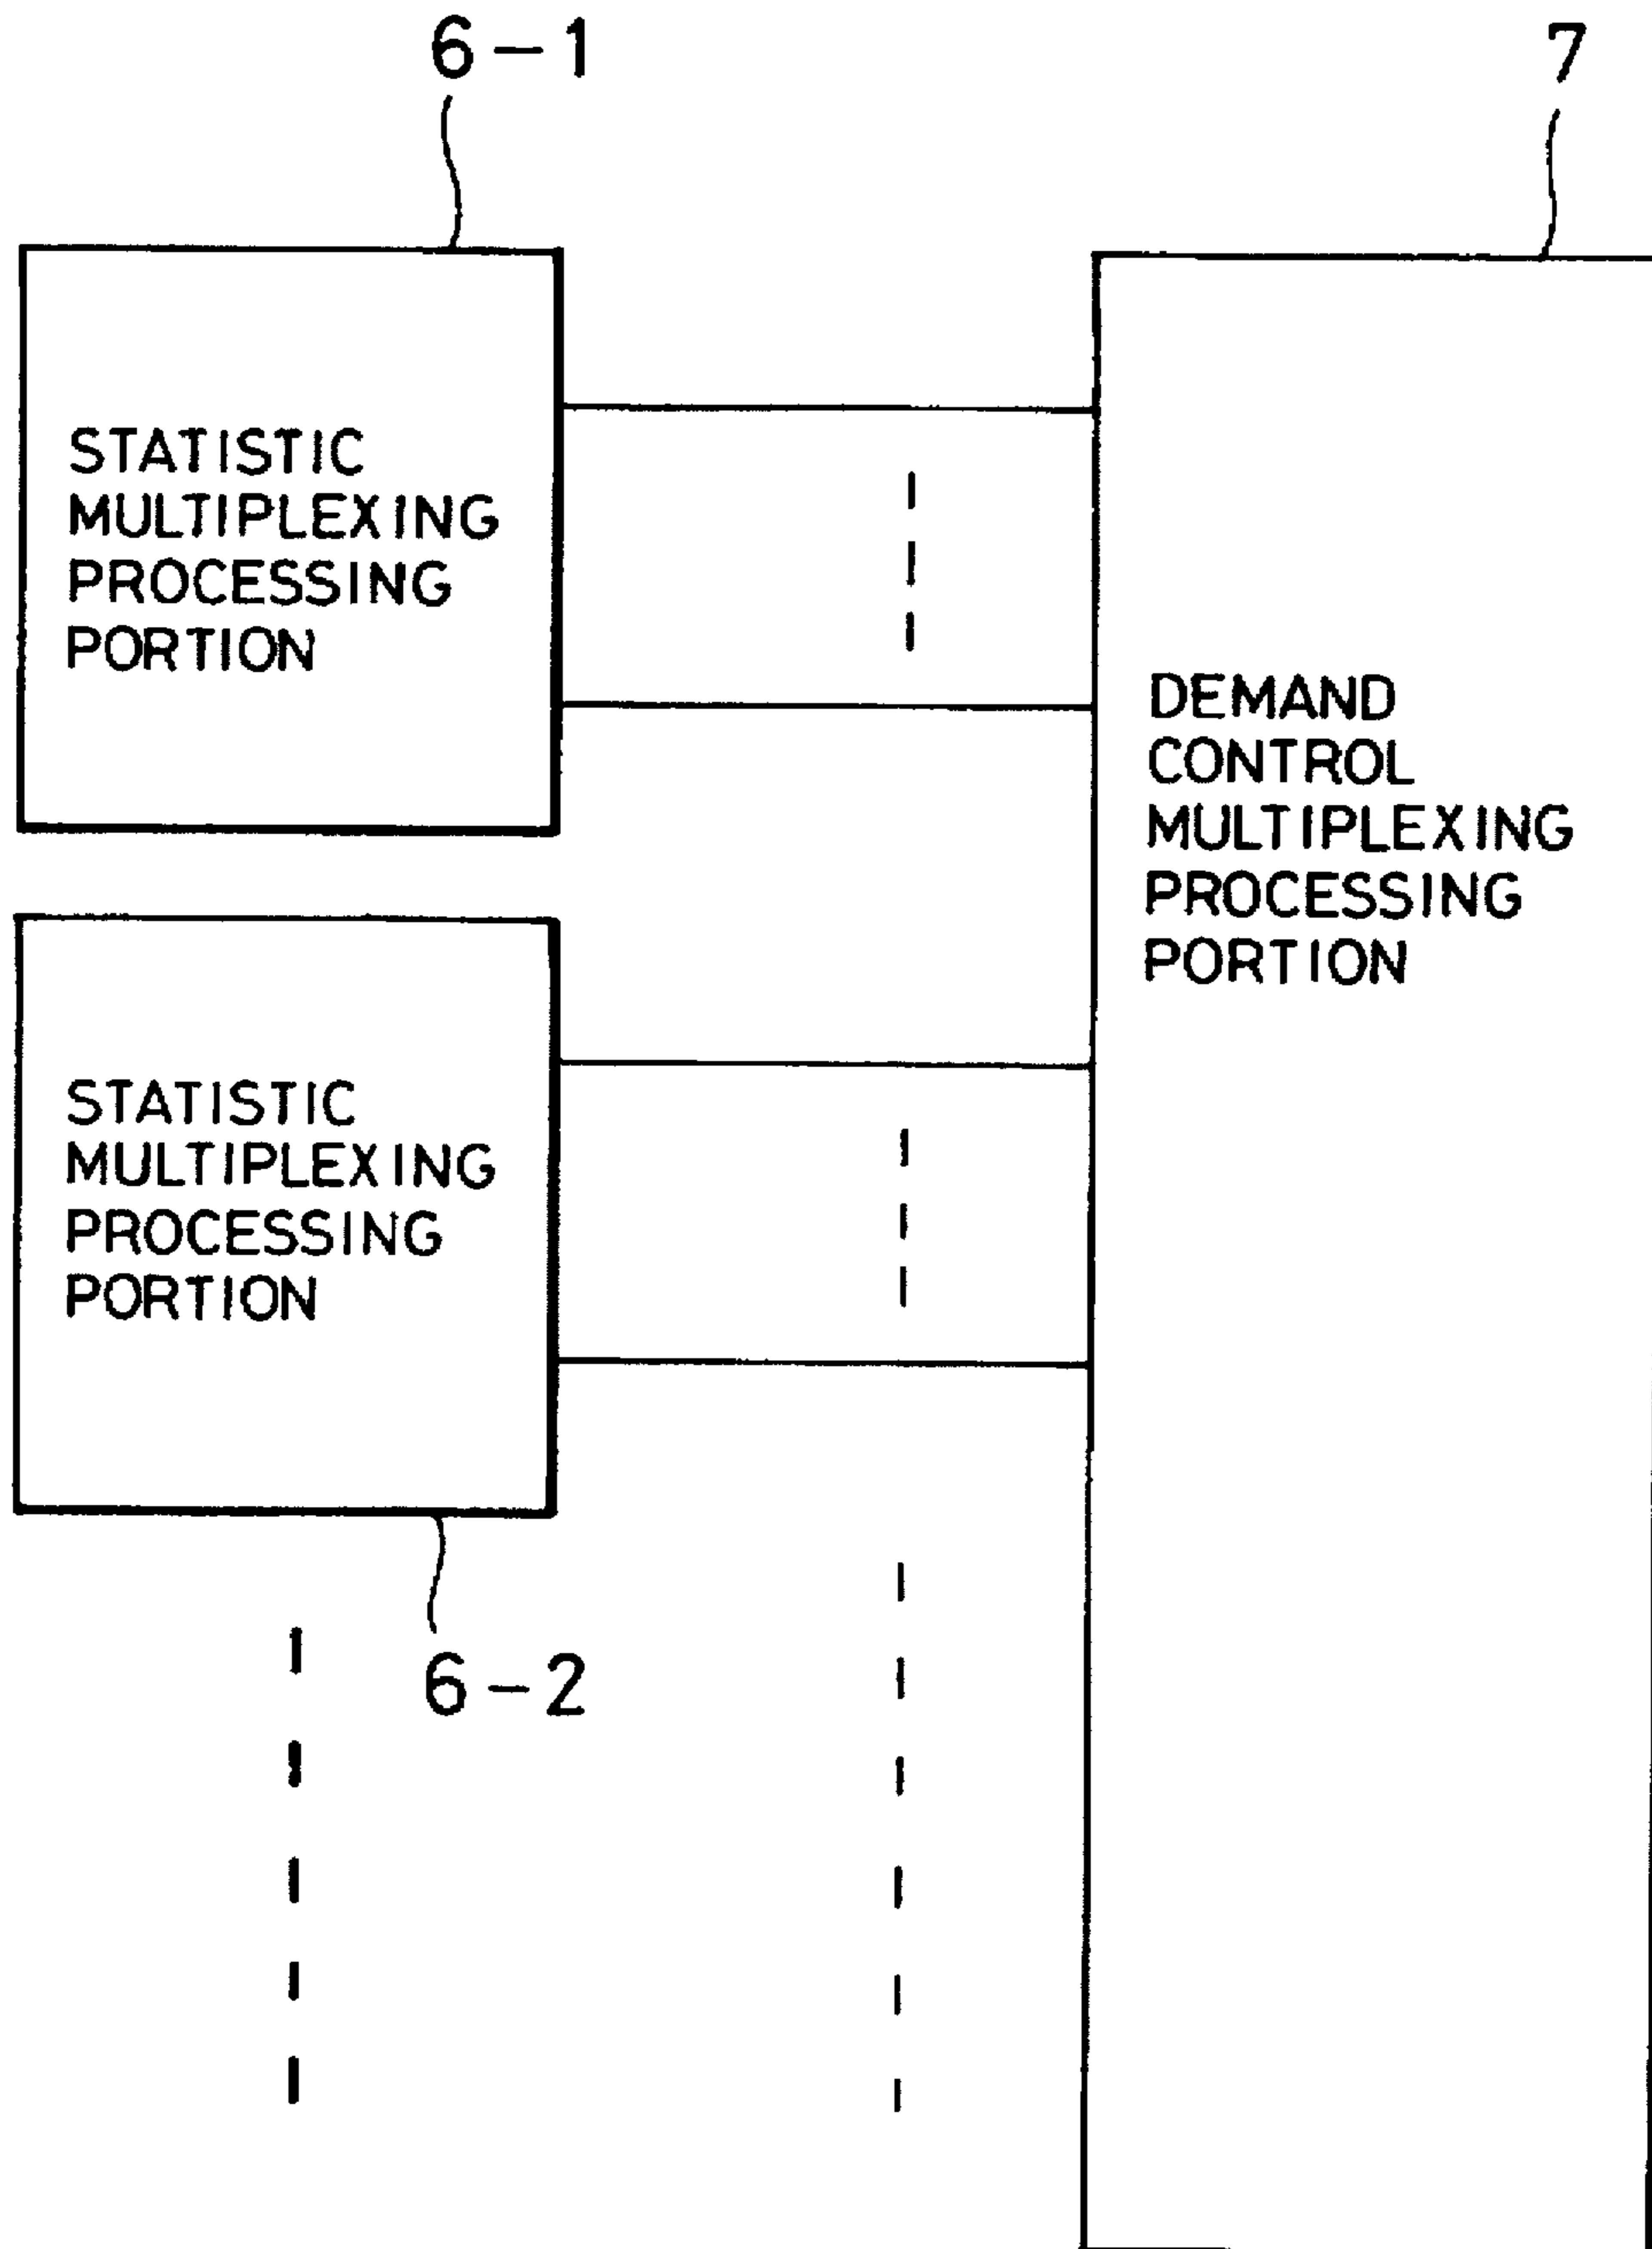 6-1
7
STATISTIC
MULTIPLEXING
PROCESSING
PORTION
DEMAND
CONTROL
MULTIPLEXING
PROCESSING
PORTION
STATISTIC
MULTIPLEXING
PROCESSING
PORTION
6-2